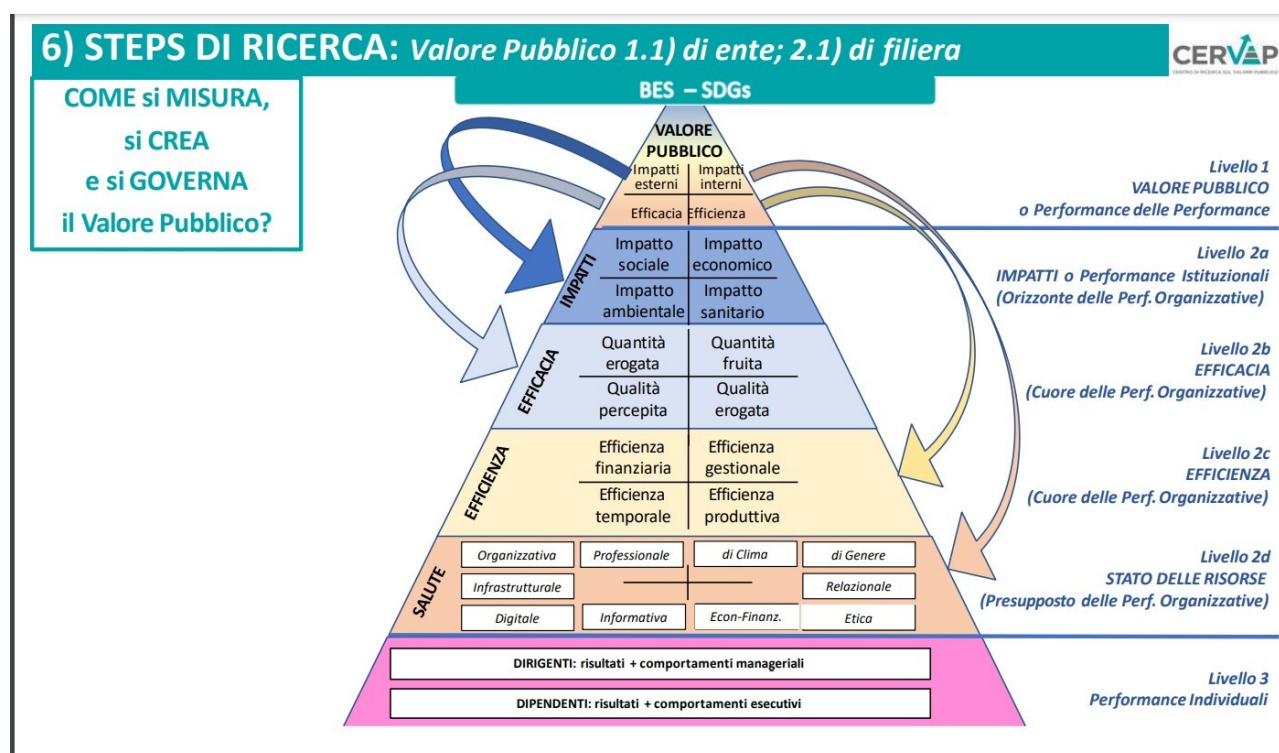 6) STEPS DI RICERCA: Valore Pubblico 1.1) di ente; 2.1) di filiera
CERVAP
CENTRO DI RICERCA SUL VALORE PUBBLICO
COME si MISURA,
si CREA
e si GOVERNA
il Valore Pubblico?
BES – SDGs
VALORE
PUBBLICO
Impatti
esterni
Impatti
interni
Efficacia
Efficienza
Livello 1
VALORE PUBBLICO
o Performance delle Performance
IMPATTI
Impatto
sociale
Impatto
economico
Impatto
ambientale
Impatto
sanitario
Livello 2a
IMPATTI o Performance Istituzionali
(Orizzonte delle Perf. Organizzative)
EFFICACIA
Quantità
erogata
Quantità
fruita
Qualità
percepita
Qualità
erogata
Livello 2b
EFFICACIA
(Cuore delle Perf. Organizzative)
EFFICIENZA
Efficienza
finanziaria
Efficienza
gestionale
Efficienza
temporale
Efficienza
produttiva
Livello 2c
EFFICIENZA
(Cuore delle Perf. Organizzative)
SALUTE
Organizzativa
Professionale
di Clima
di Genere
Infrastrutturale
Relazionale
Digitale
Informativa
Econ-Finanz.
Etica
Livello 2d
STATO DELLE RISORSE
(Presupposto delle Perf. Organizzative)
DIRIGENTI: risultati + comportamenti manageriali
DIPENDENTI: risultati + comportamenti esecutivi
Livello 3
Performance Individuali